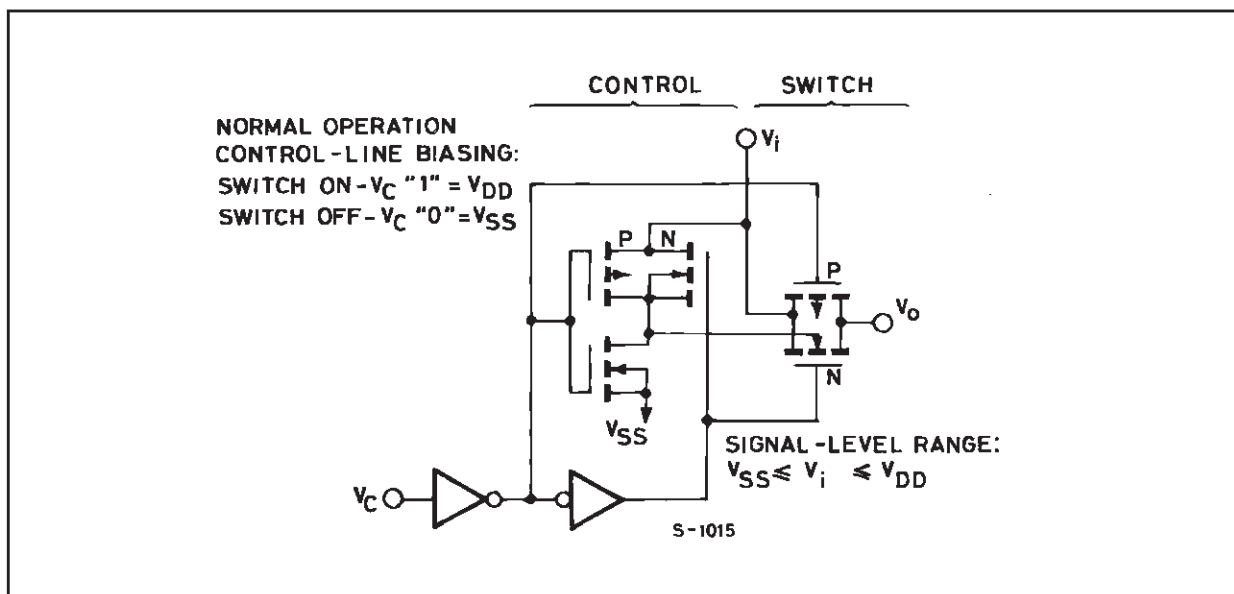 CONTROL SWITCH
NORMAL OPERATION
CONTROL-LINE BIASING:
SWITCH ON-VC "1" = VDD
SWITCH OFF-VC "0" =VSS
Vi
P N
P
Vo
N
VSS
SIGNAL-LEVEL RANGE:
VSS ≤ Vi ≤ VDD
VC
S-1015